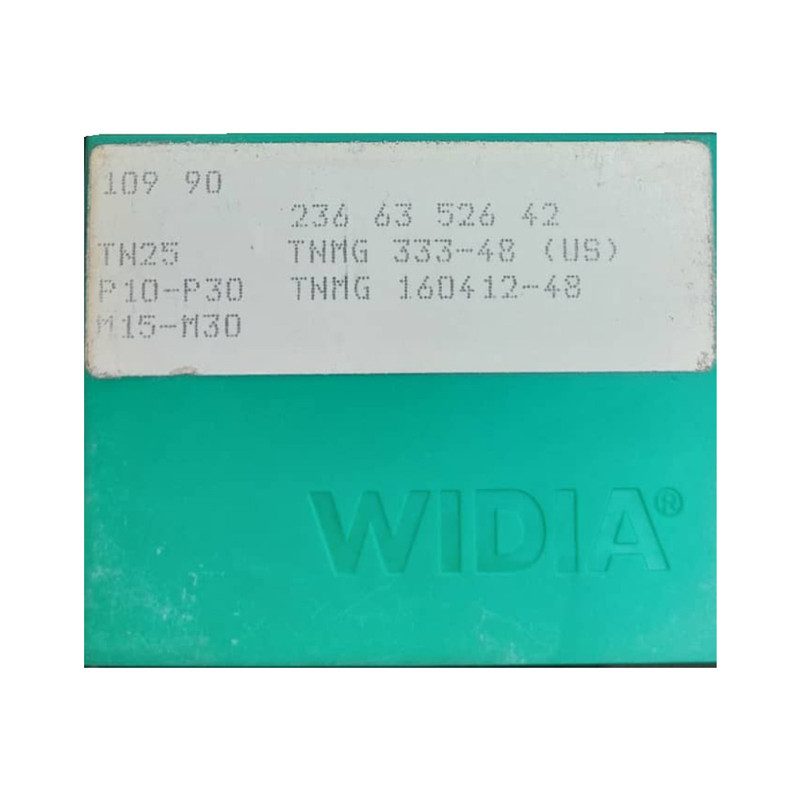 109 90
236 63 526 42
TN25 TNMG 333-48 (US)
P10-P30 TNMG 160412-48
M15-M30
WIDIA®